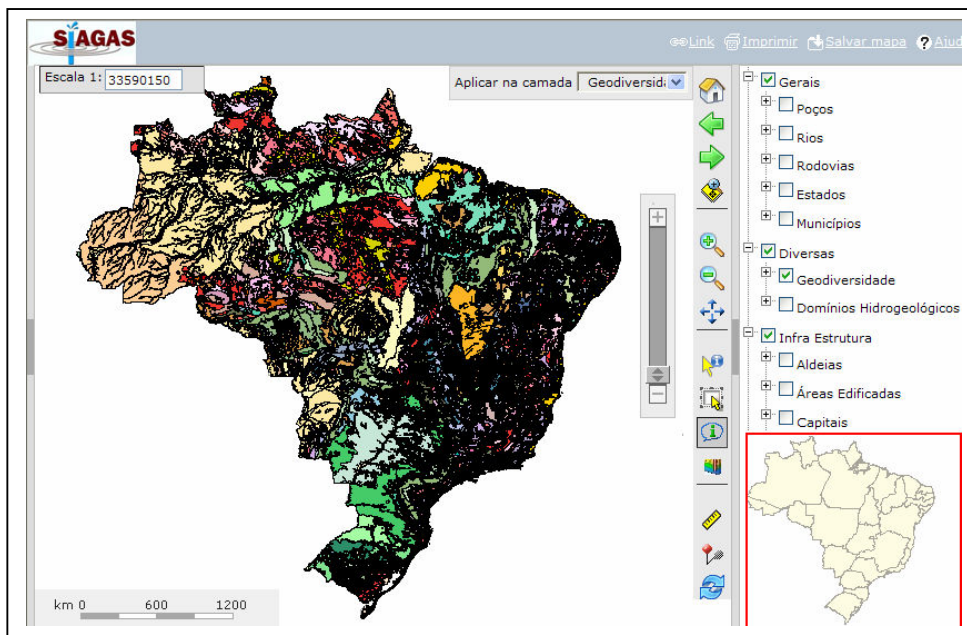 SIAGAS
Link Imprimir Salvar mapa ? Ajud
Escala 1: 33590150
Aplicar na camada Geodiversid
Gerais
Poços
Rios
Rodovias
Estados
Municípios
Diversas
Geodiversidade
Domínios Hidrogeológicos
Infra Estrutura
Aldeias
Áreas Edificadas
Capitais
km 0 600 1200